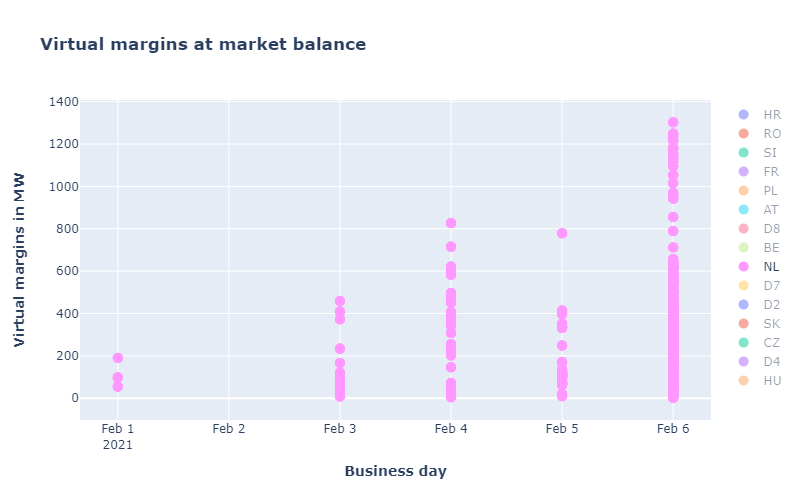 Virtual margins at market balance
1400
1200
1000
800
600
400
200
0
Virtual margins in MW
Feb 1
2021
Feb 2
Feb 3
Feb 4
Feb 5
Feb 6
Business day
HR
RO
SI
FR
PL
AT
D8
BE
NL
D7
D2
SK
CZ
D4
HU